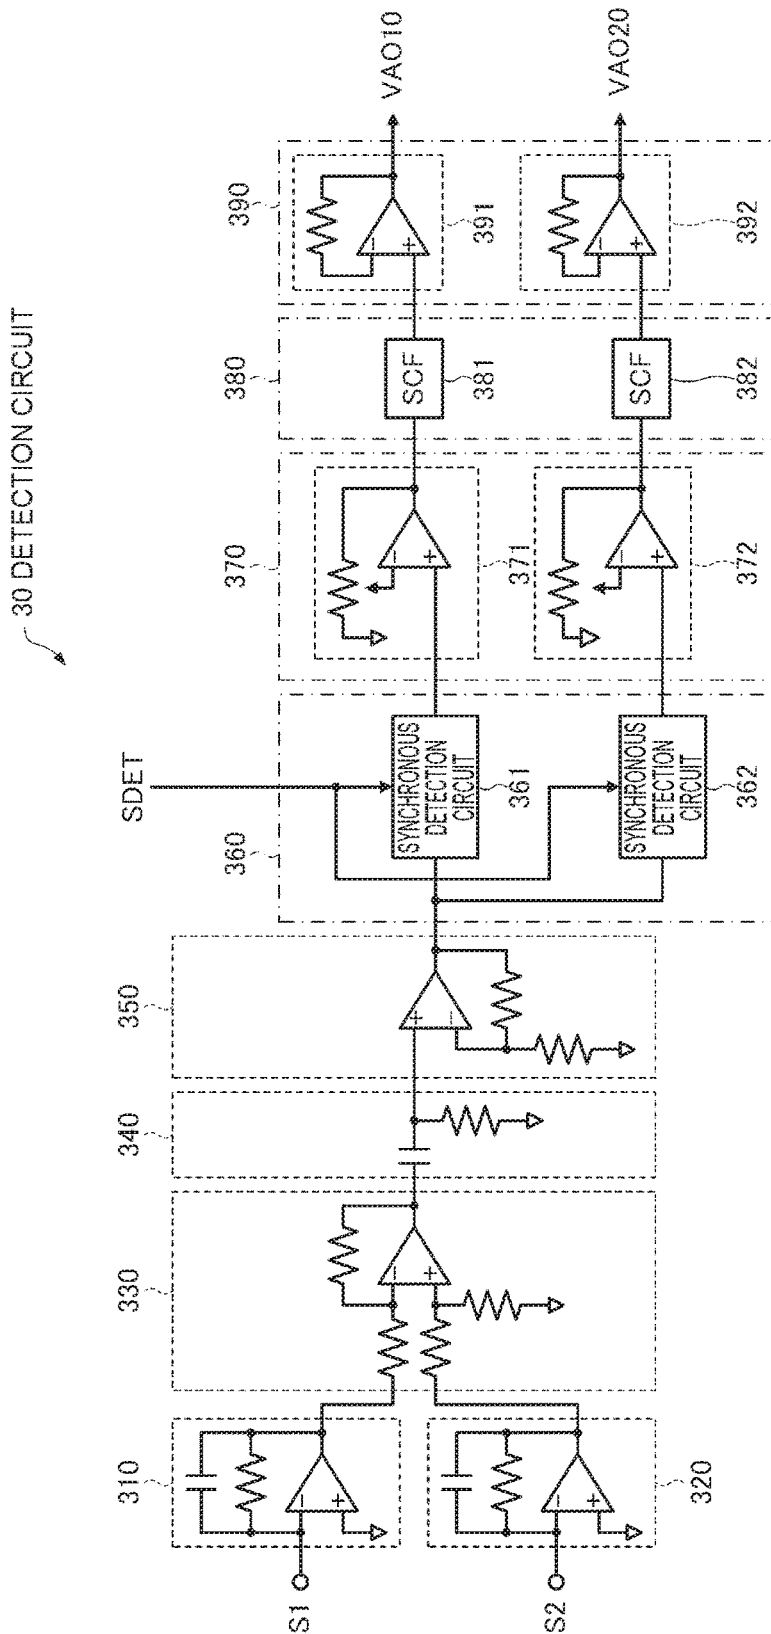 30 DETECTION CIRCUIT
S1
S2
310
320
330
340
350
360
370
380
390
SDET
SYNCHRONOUS
DETECTION
CIRCUIT
361
SYNCHRONOUS
DETECTION
CIRCUIT
362
371
372
SCF
381
SCF
382
391
392
VAO10
VAO20
−
+
−
+
−
+
+
−
−
+
−
+
−
+
−
+